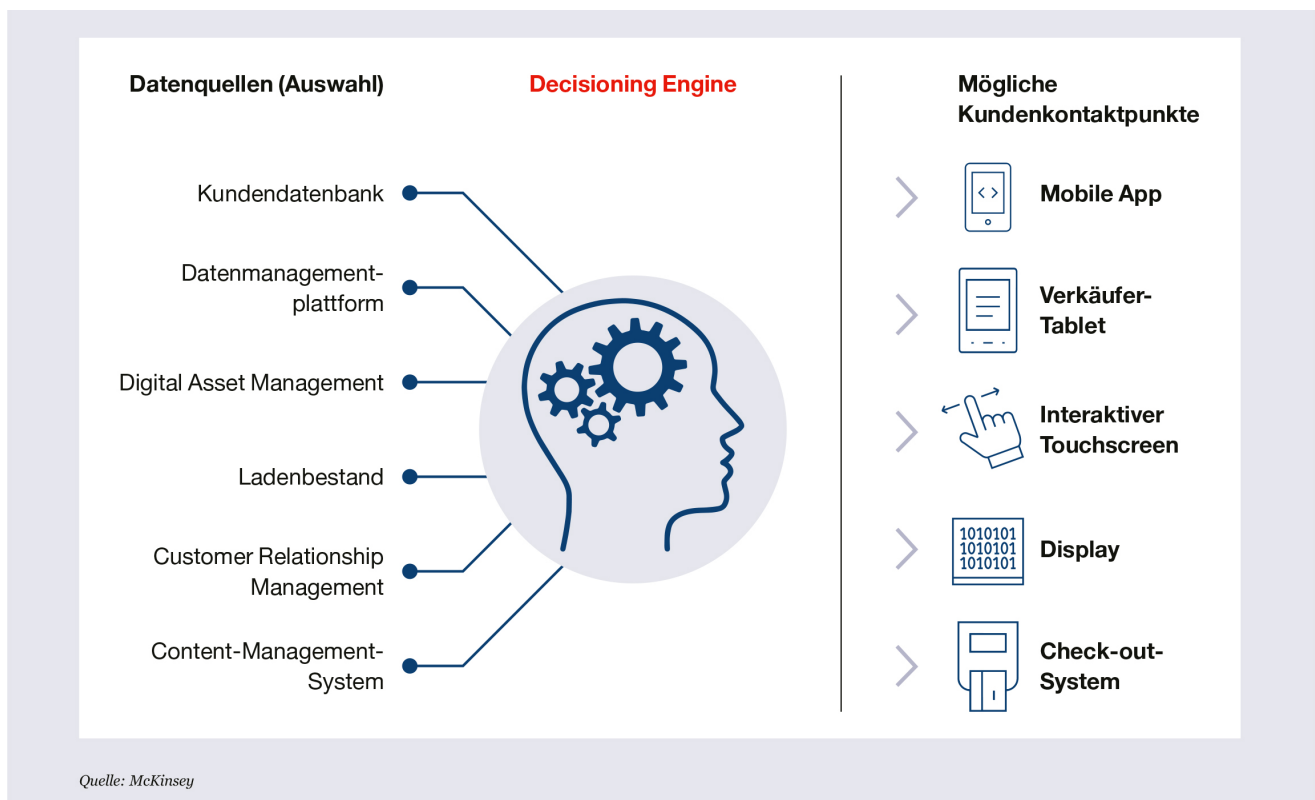 Datenquellen (Auswahl)
Decisioning Engine
Mögliche
Kundenkontaktpunkte
Kundendatenbank
Datenmanagement-
plattform
Digital Asset Management
Ladenbestand
Customer Relationship
Management
Content-Management-
System
Mobile App
Verkäufer-
Tablet
Interaktiver
Touchscreen
1010101
1010101
1010101
Display
Check-out-
System
Quelle: McKinsey